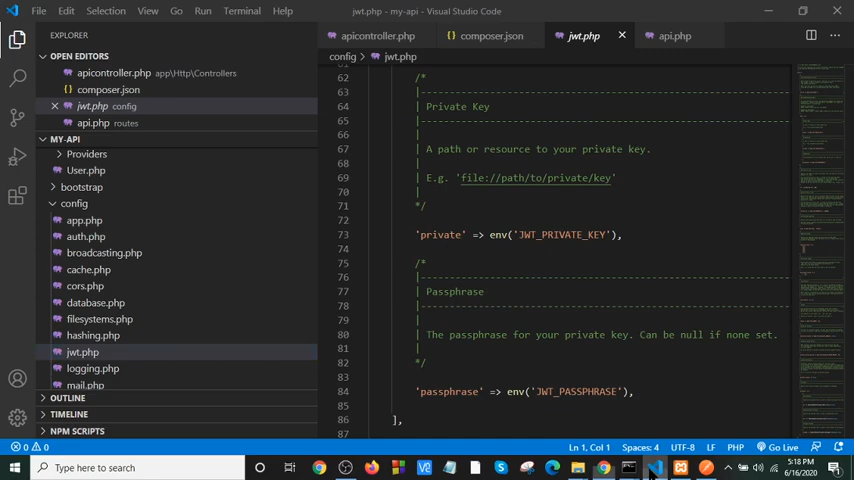 File Edit Selection View Go Run Terminal Help
jwt.php - my-api - Visual Studio Code
EXPLORER
OPEN EDITORS
apicontroller.php app\Http\Controllers
composer.json
jwt.php config
api.php routes
MY-API
Providers
User.php
bootstrap
config
app.php
auth.php
broadcasting.php
cache.php
cors.php
database.php
filesystems.php
hashing.php
jwt.php
logging.php
mail.php
OUTLINE
TIMELINE
NPM SCRIPTS
apicontroller.php composer.json jwt.php api.php
config > jwt.php
61
62 /*
63 |--------------------------------------------------------------------------
64 | Private Key
65 |--------------------------------------------------------------------------
66 |
67 | A path or resource to your private key.
68 |
69 | E.g. 'file://path/to/private/key'
70 |
71 */
72
73 'private' => env('JWT_PRIVATE_KEY'),
74
75 /*
76 |--------------------------------------------------------------------------
77 | Passphrase
78 |--------------------------------------------------------------------------
79 |
80 | The passphrase for your private key. Can be null if none set.
81 |
82 */
83
84 'passphrase' => env('JWT_PASSPHRASE'),
85
86 ],
87
0 0 Ln 1, Col 1 Spaces: 4 UTF-8 LF PHP Go Live
Type here to search
5:18 PM
6/16/2020